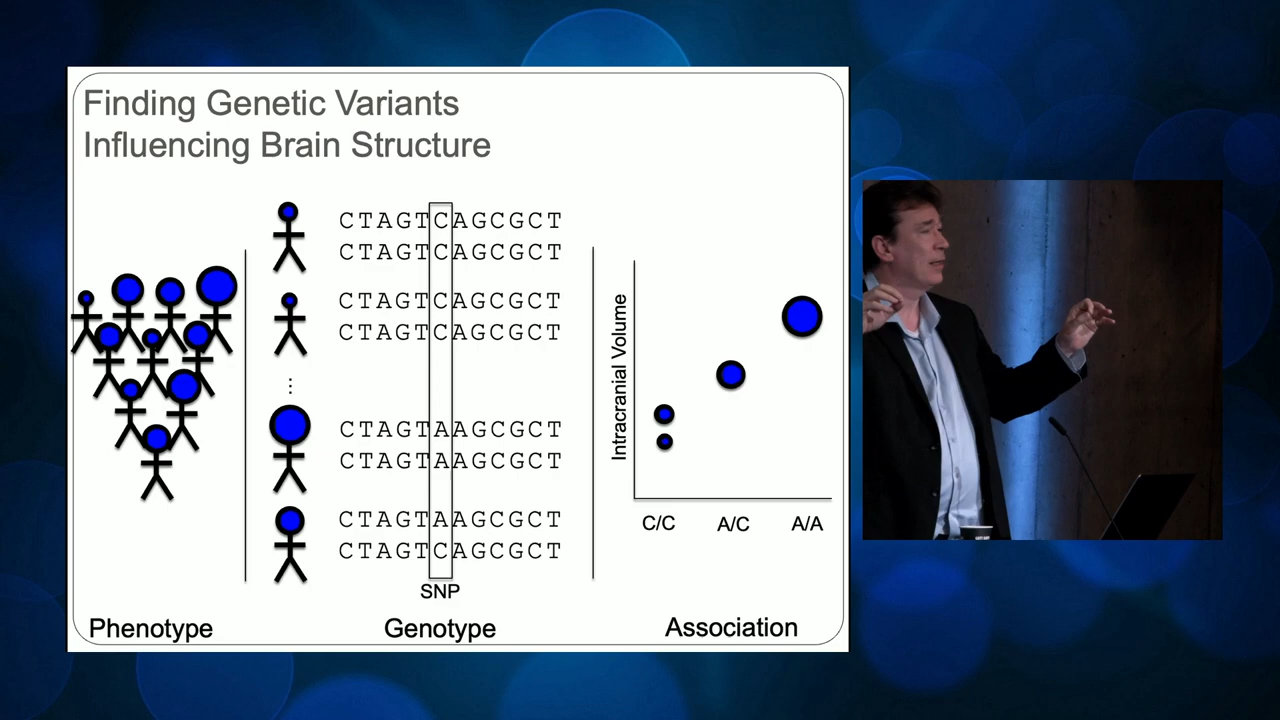 Finding Genetic Variants
Influencing Brain Structure
CTAGTCAGCGCT
CTAGTCAGCGCT
CTAGTCAGCGCT
CTAGTCAGCGCT
⋮
CTAGTAAGCGCT
CTAGTAAGCGCT
CTAGTAAGCGCT
CTAGTCAGCGCT
SNP
Intracranial Volume
C/C A/C A/A
Phenotype
Genotype
Association